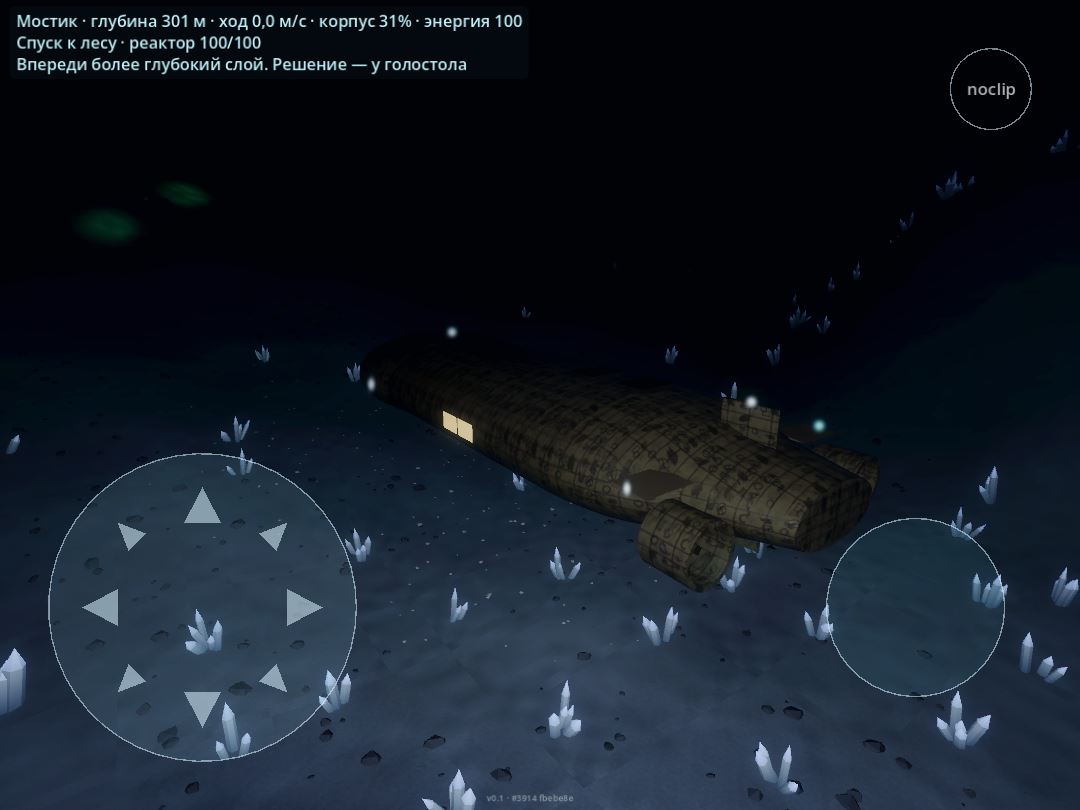 Мостик · глубина 301 м · ход 0,0 м/с · корпус 31% · энергия 100
Спуск к лесу · реактор 100/100
Впереди более глубокий слой. Решение — у голостола
noclip
v0.1 · #3914 fbebe8e